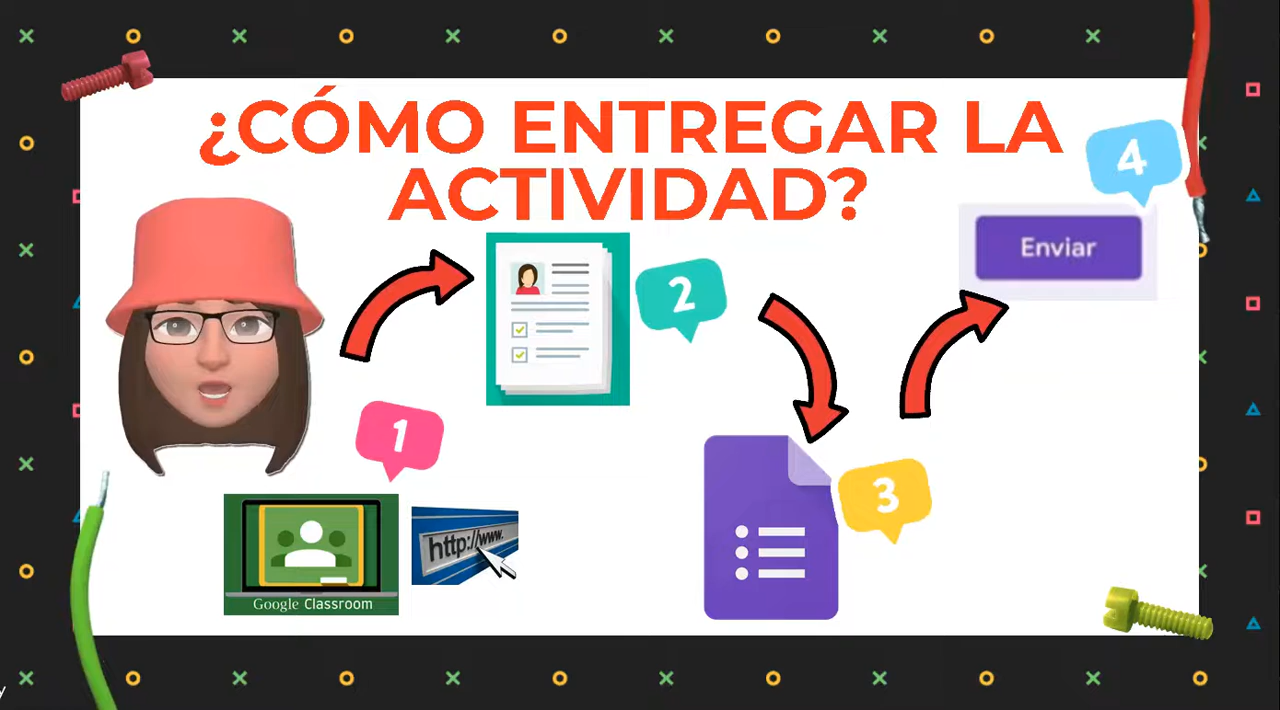 ¿CÓMO ENTREGAR LA
ACTIVIDAD?
4
Enviar
2
1
3
http://www.
Google Classroom
y